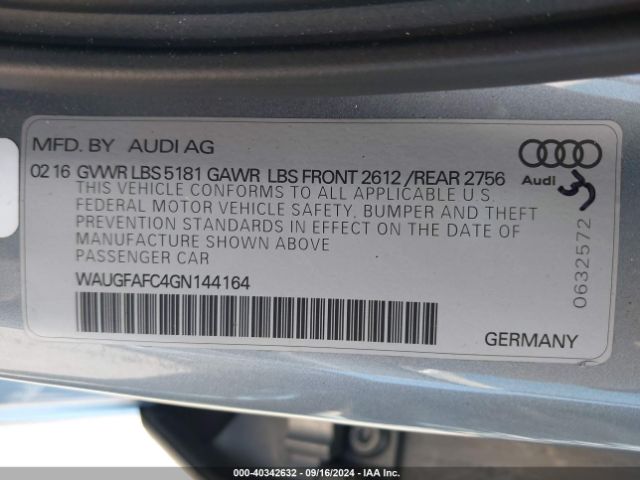 MFD. BY AUDI AG
02 16 GVWR LBS 5181 GAWR LBS FRONT 2612 /REAR 2756
THIS VEHICLE CONFORMS TO ALL APPLICABLE U.S.
FEDERAL MOTOR VEHICLE SAFETY, BUMPER AND THEFT
PREVENTION STANDARDS IN EFFECT ON THE DATE OF
MANUFACTURE SHOWN ABOVE
PASSENGER CAR
WAUGFAFC4GN144164
Audi
0632572
GERMANY
000-40342632 - 09/16/2024 - IAA Inc.